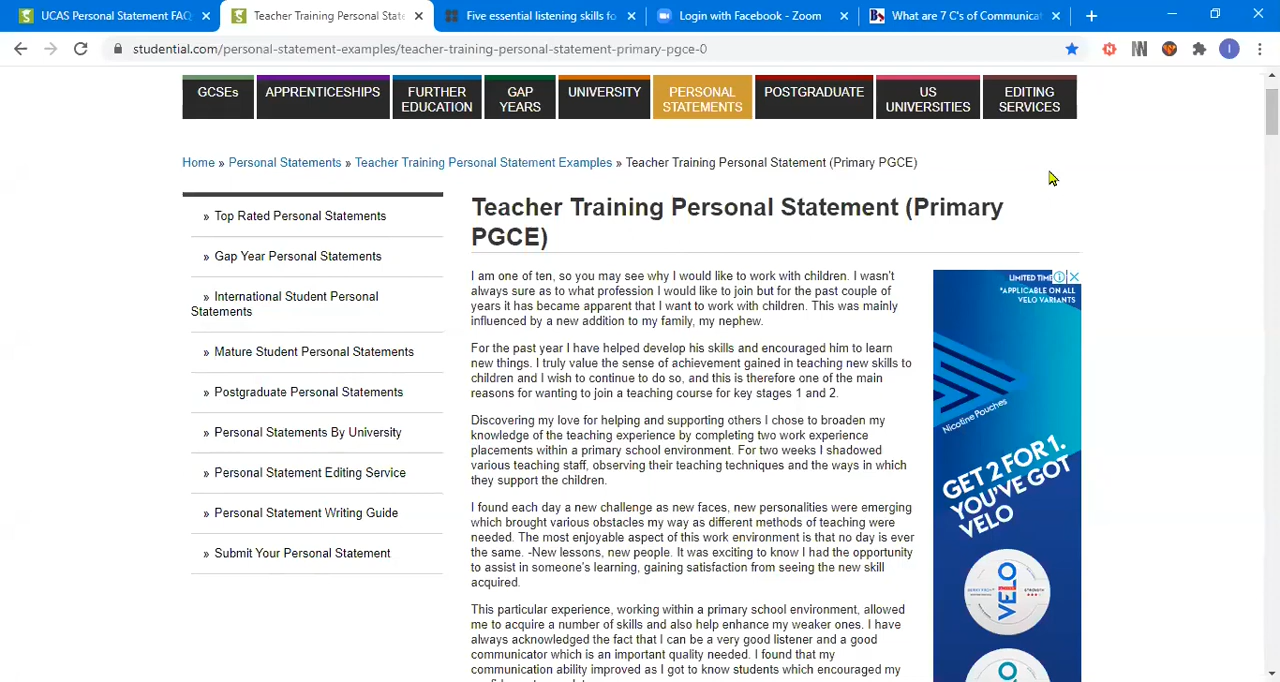 UCAS Personal Statement FAQ
Teacher Training Personal State
Five essential listening skills fo
Login with Facebook - Zoom
What are 7 C's of Communicat
studential.com/personal-statement-examples/teacher-training-personal-statement-primary-pgce-0
GCSEs
APPRENTICESHIPS
FURTHER
EDUCATION
GAP
YEARS
UNIVERSITY
PERSONAL
STATEMENTS
POSTGRADUATE
US
UNIVERSITIES
EDITING
SERVICES
Home » Personal Statements » Teacher Training Personal Statement Examples » Teacher Training Personal Statement (Primary PGCE)
» Top Rated Personal Statements
» Gap Year Personal Statements
» International Student Personal
Statements
» Mature Student Personal Statements
» Postgraduate Personal Statements
» Personal Statements By University
» Personal Statement Editing Service
» Personal Statement Writing Guide
» Submit Your Personal Statement
Teacher Training Personal Statement (Primary
PGCE)
I am one of ten, so you may see why I would like to work with children. I wasn't
always sure as to what profession I would like to join but for the past couple of
years it has became apparent that I want to work with children. This was mainly
influenced by a new addition to my family, my nephew.
For the past year I have helped develop his skills and encouraged him to learn
new things. I truly value the sense of achievement gained in teaching new skills to
children and I wish to continue to do so, and this is therefore one of the main
reasons for wanting to join a teaching course for key stages 1 and 2.
Discovering my love for helping and supporting others I chose to broaden my
knowledge of the teaching experience by completing two work experience
placements within a primary school environment. For two weeks I shadowed
various teaching staff, observing their teaching techniques and the ways in which
they support the children.
I found each day a new challenge as new faces, new personalities were emerging
which brought various obstacles my way as different methods of teaching were
needed. The most enjoyable aspect of this work environment is that no day is ever
the same. -New lessons, new people. It was exciting to know I had the opportunity
to assist in someone's learning, gaining satisfaction from seeing the new skill
acquired.
This particular experience, working within a primary school environment, allowed
me to acquire a number of skills and also help enhance my weaker ones. I have
always acknowledged the fact that I can be a very good listener and a good
communicator which is an important quality needed. I found that my
communication ability improved as I got to know students which encouraged my
LIMITED TIME
*APPLICABLE ON ALL
VELO VARIANTS
Nicotine Pouches
GET 2 FOR 1.
YOU'VE GOT
VELO
VELO